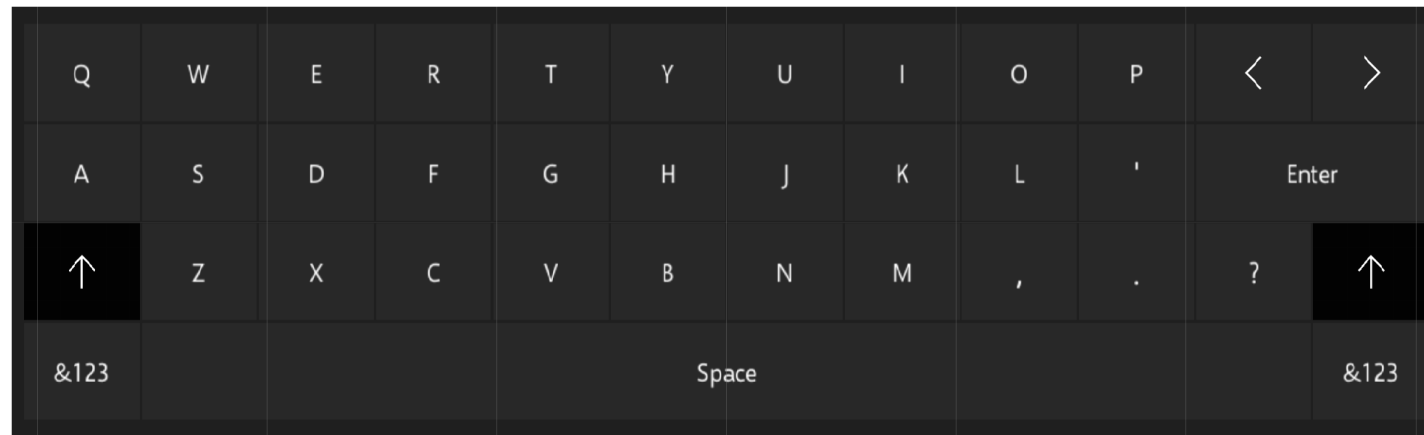 Q W E R T Y U I O P < >
A S D F G H J K L ' Enter
↑ Z X C V B N M , . ? ↑
&123 Space &123